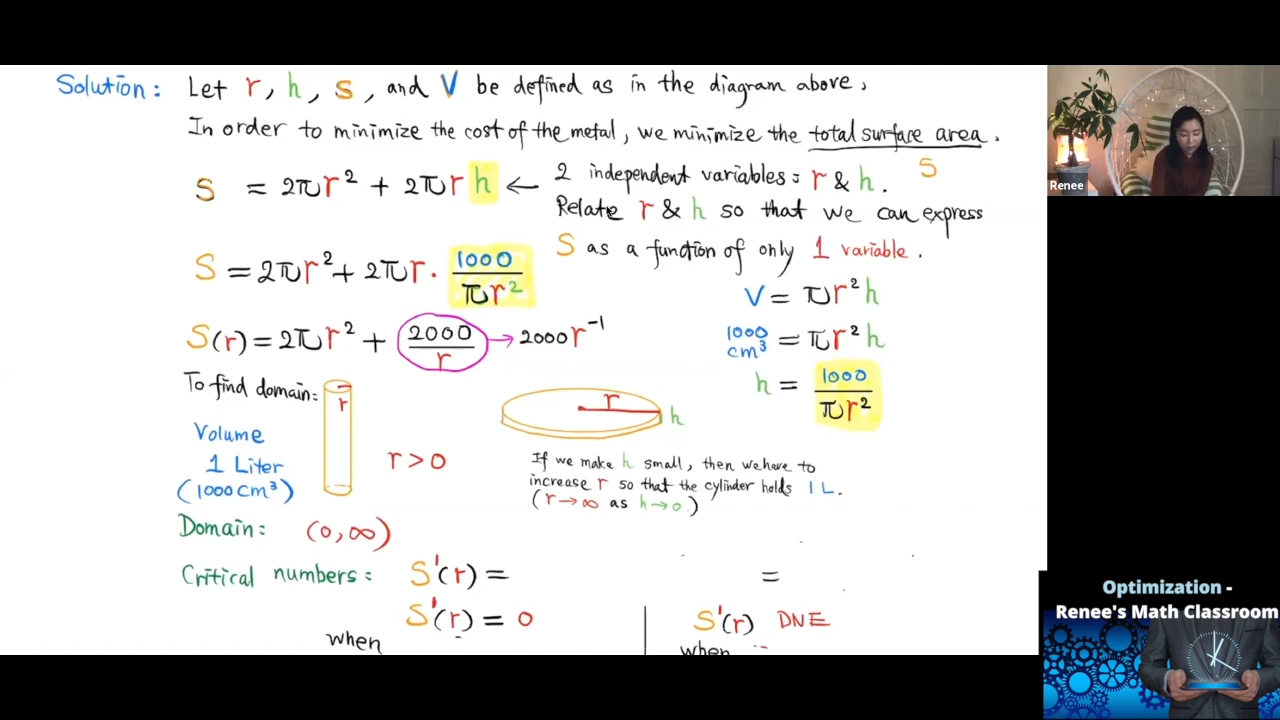 Solution: Let r, h, S, and V be defined as in the diagram above,
In order to minimize the cost of the metal, we minimize the total surface area.
S
S = 2πr² + 2πr h ← 2 independent variables: r & h.
Relate r & h so that we can express
S as a function of only 1 variable.
S = 2πr² + 2πr · 1000/πr²
V = πr²h
S(r) = 2πr² + 2000/r → 2000r⁻¹
1000 cm³ = πr²h
h = 1000/πr²
To find domain:
r
r
h
Volume
1 Liter
(1000 cm³)
r > 0
If we make h small, then we have to
increase r so that the cylinder holds 1 L.
(r → ∞ as h → 0.)
Domain: (0, ∞)
Critical numbers: S'(r) = =
S'(r) = 0
when
S'(r) DNE
when
Renee
Optimization -
Renee's Math Classroom